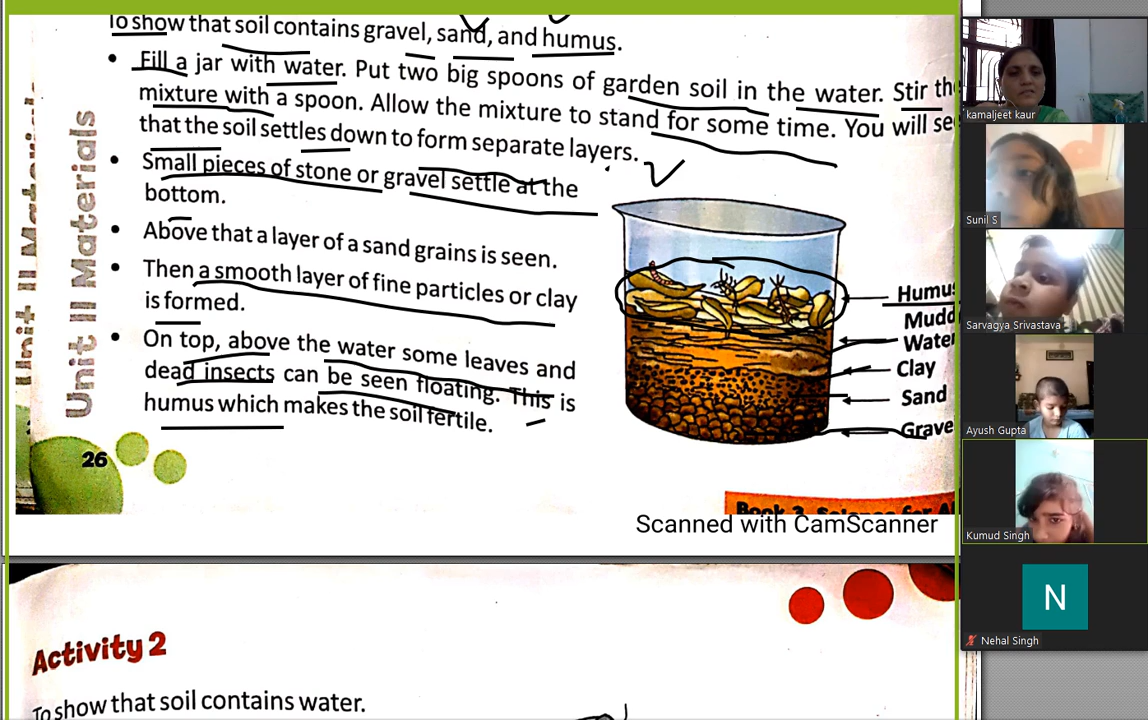 To show that soil contains gravel, sand, and humus.
• Fill a jar with water. Put two big spoons of garden soil in the water. Stir the
mixture with a spoon. Allow the mixture to stand for some time. You will see
that the soil settles down to form separate layers.
• Small pieces of stone or gravel settle at the
bottom.
• Above that a layer of a sand grains is seen.
• Then a smooth layer of fine particles or clay
is formed.
• On top, above the water some leaves and
dead insects can be seen floating. This is
humus which makes the soil fertile.
Humus
Mudd
Water
Clay
Sand
Grave
Unit III Materials
26
Scanned with CamScanner
Activity 2
To show that soil contains water.
kamaljeet kaur
Sunil S
Sarvagya Srivastava
Ayush Gupta
Kumud Singh
N
Nehal Singh